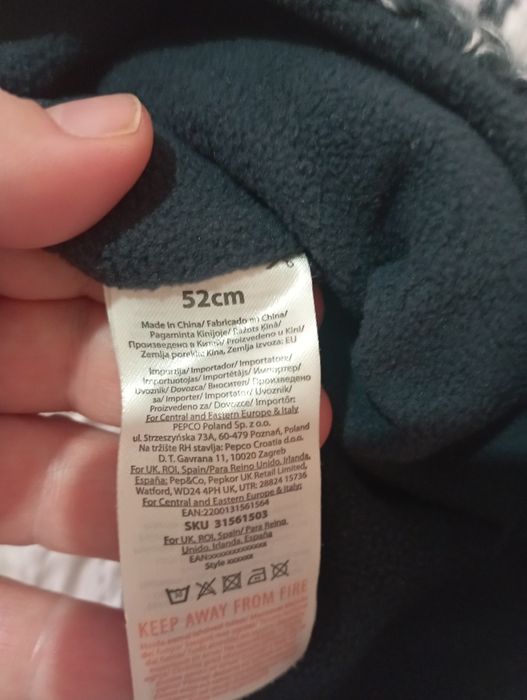 52cm
Made in China/ Fabricado en China/
Pagaminta Kinijoje/ Ražots Ķīnā/
Произведено в Китай/ Proizvedeno u Kini/
Zemlja porekla: Kina, Zemlja izvoza: EU
Importuotojas/ Importētājs/ Импортер/
Uvoznik/ Dovozca/ Вносител/ Произведено
за/ Importer/ Importator/ Uvoznik/
Proizvedeno za/ Dovozce/ Importőr:
For Central and Eastern Europe & Italy
PEPCO Poland Sp. z o.o.
ul. Strzeszyńska 73A, 60-479 Poznań, Poland
Na tržište RH stavlja: Pepco Croatia d.o.o.
D. T. Gavrana 11, 10020 Zagreb
For UK, ROI, Spain/Para Reino Unido, Irlanda,
España: Pep&Co, Pepkor UK Retail Limited,
Watford, WD24 4PH UK, UTR: 28824 15736
For Central and Eastern Europe & Italy:
EAN:2200131561564
SKU 31561503
For UK, ROI, Spain/ Para Reino
Unido, Irlanda, España
EAN:xxxxxxxxxxxxx
Style xxxxxx
KEEP AWAY FROM FIRE